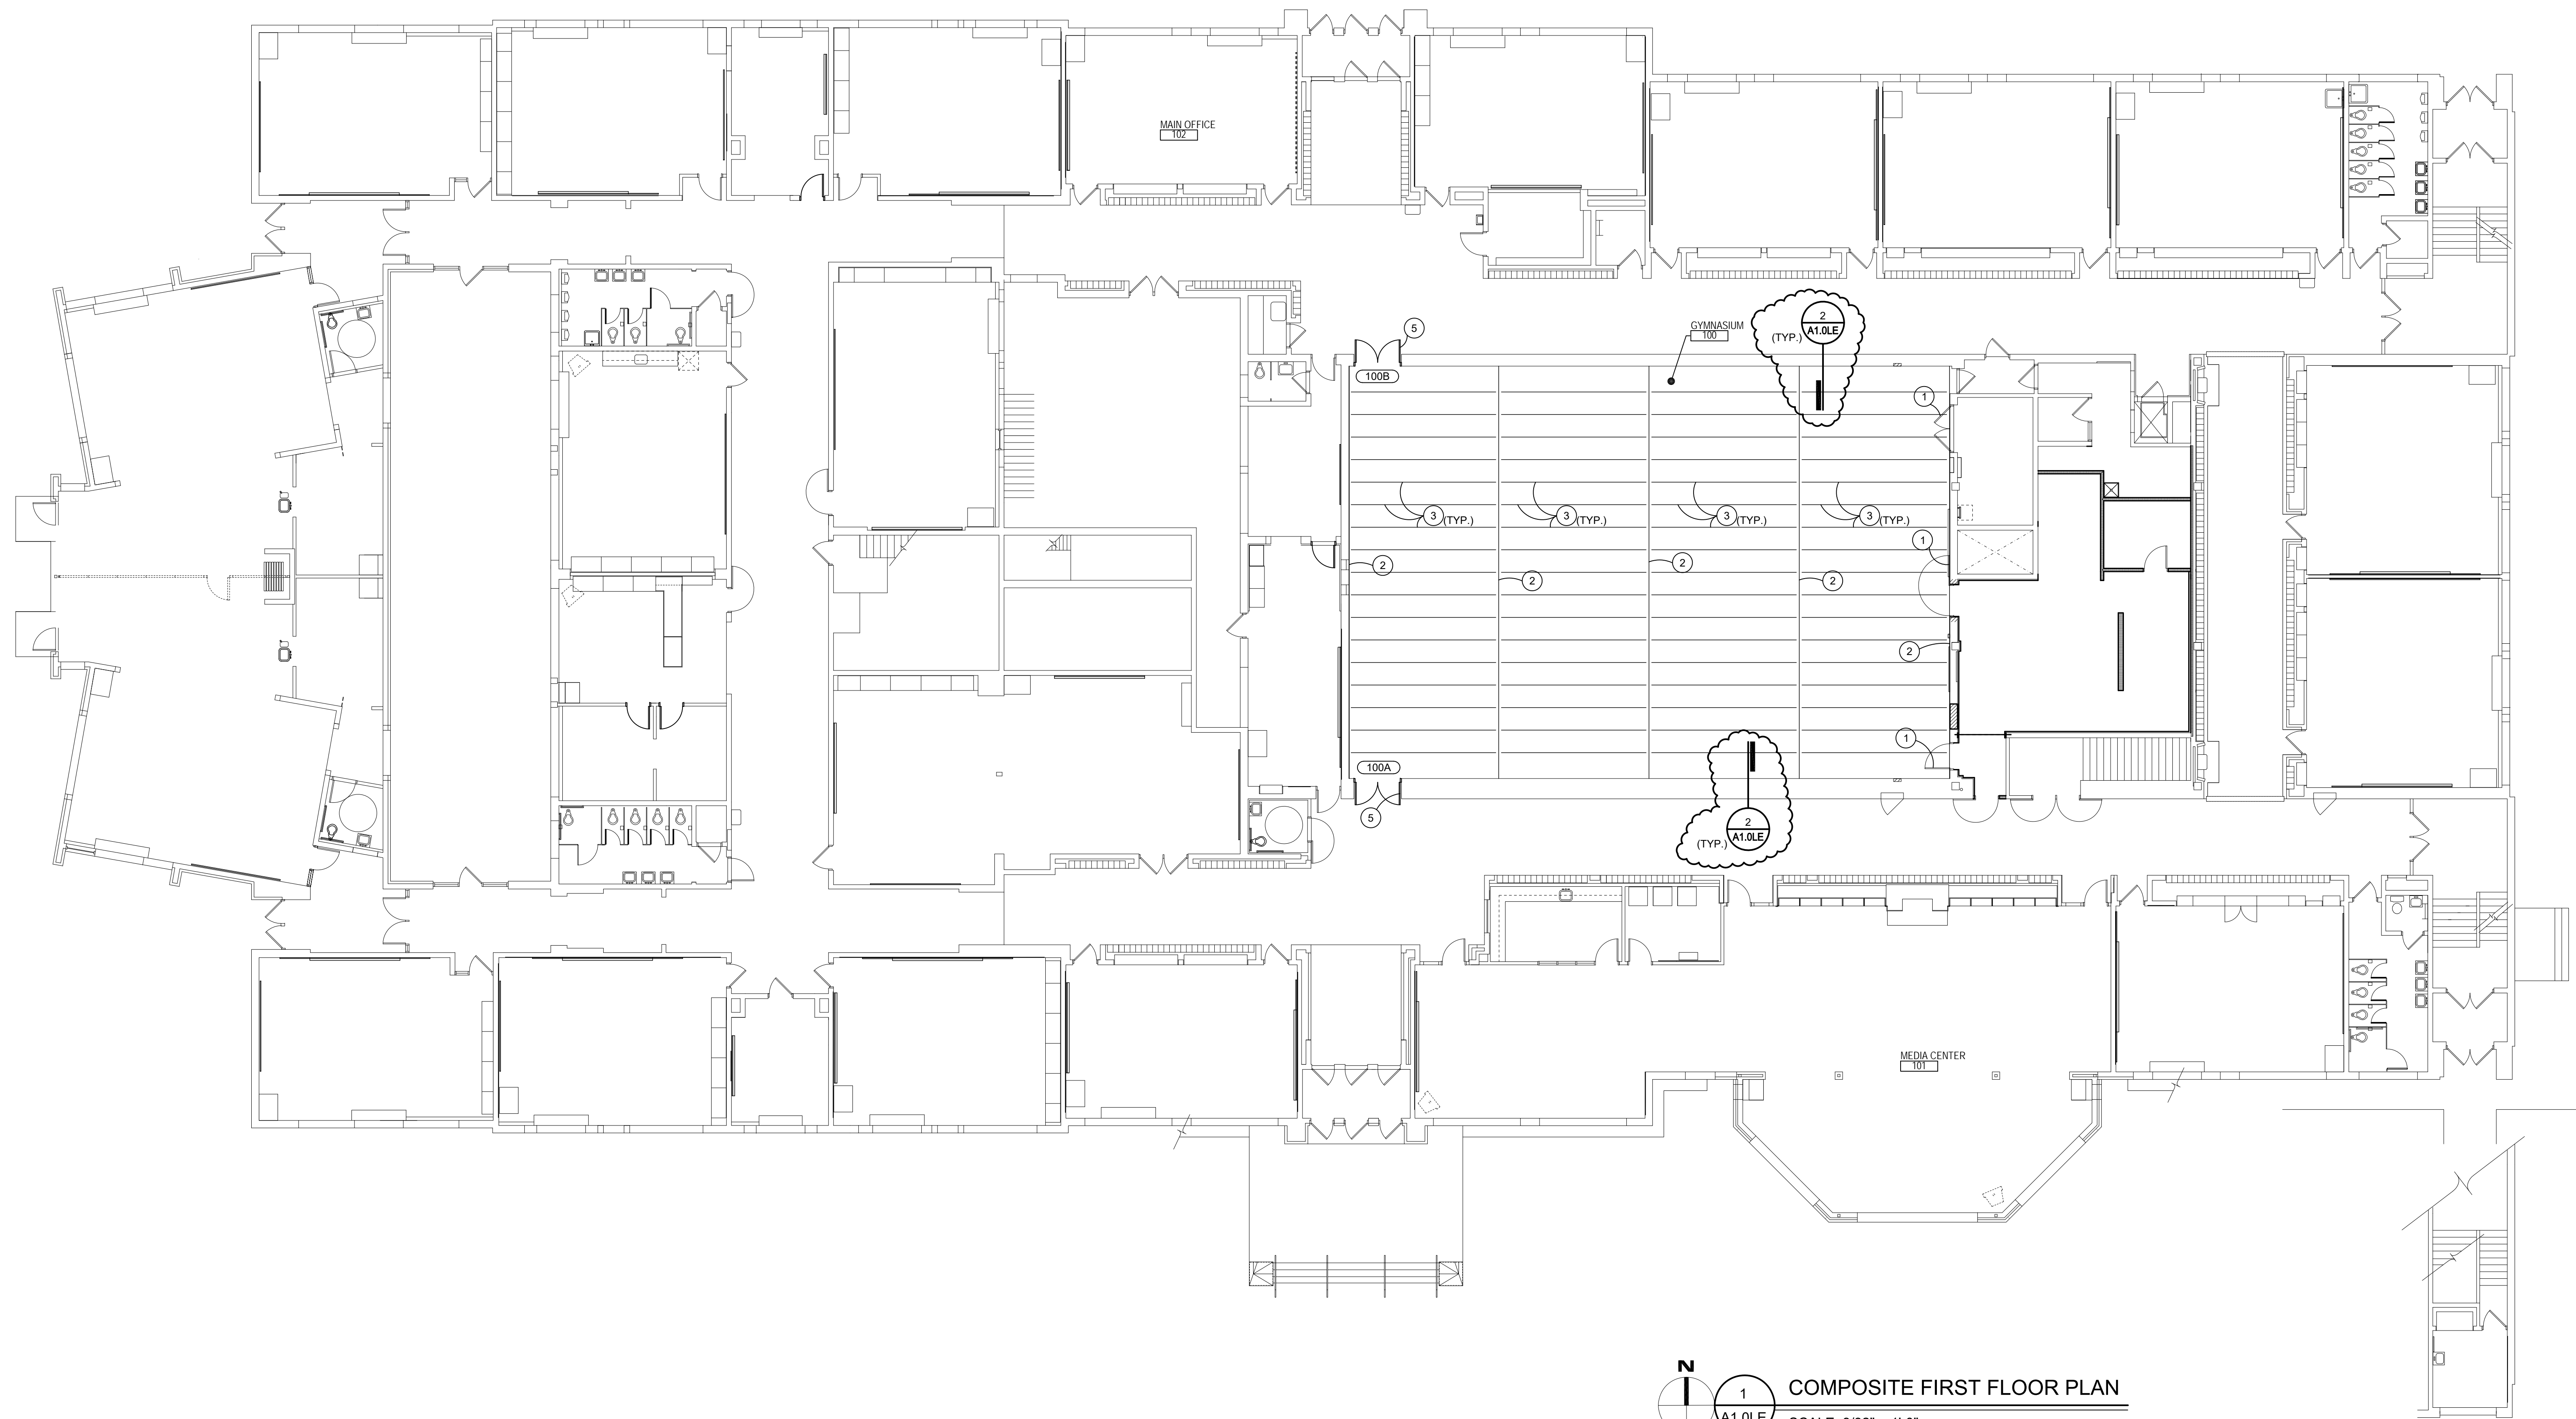 MAIN OFFICE
102
2
A1.0LE
(TYP.)
GYMNASIUM
100
5
100B
1
3 (TYP.)
3 (TYP.)
3 (TYP.)
3 (TYP.)
1
2
2
2
2
2
1
100A
5
2
A1.0LE
(TYP.)
MEDIA CENTER
101
N
1
A1.0LE
COMPOSITE FIRST FLOOR PLAN